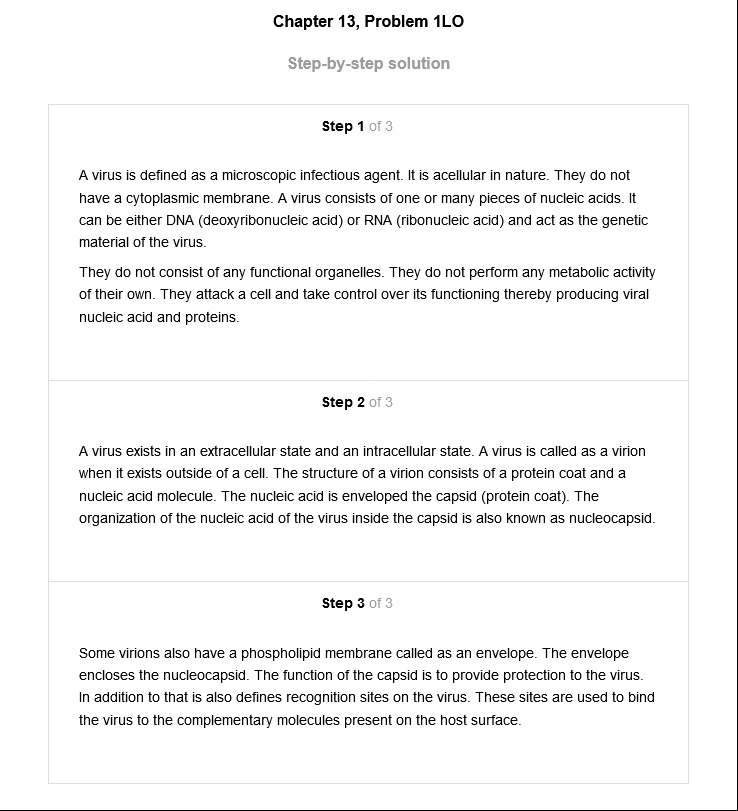 Chapter 13, Problem 1LO
Step-by-step solution
Step 1 of 3
A virus is defined as a microscopic infectious agent. It is acellular in nature. They do not
have a cytoplasmic membrane. A virus consists of one or many pieces of nucleic acids. It
can be either DNA (deoxyribonucleic acid) or RNA (ribonucleic acid) and act as the genetic
material of the virus.
They do not consist of any functional organelles. They do not perform any metabolic activity
of their own. They attack a cell and take control over its functioning thereby producing viral
nucleic acid and proteins.
Step 2 of 3
A virus exists in an extracellular state and an intracellular state. A virus is called as a virion
when it exists outside of a cell. The structure of a virion consists of a protein coat and a
nucleic acid molecule. The nucleic acid is enveloped the capsid (protein coat). The
organization of the nucleic acid of the virus inside the capsid is also known as nucleocapsid.
Step 3 of 3
Some virions also have a phospholipid membrane called as an envelope. The envelope
encloses the nucleocapsid. The function of the capsid is to provide protection to the virus.
In addition to that is also defines recognition sites on the virus. These sites are used to bind
the virus to the complementary molecules present on the host surface.